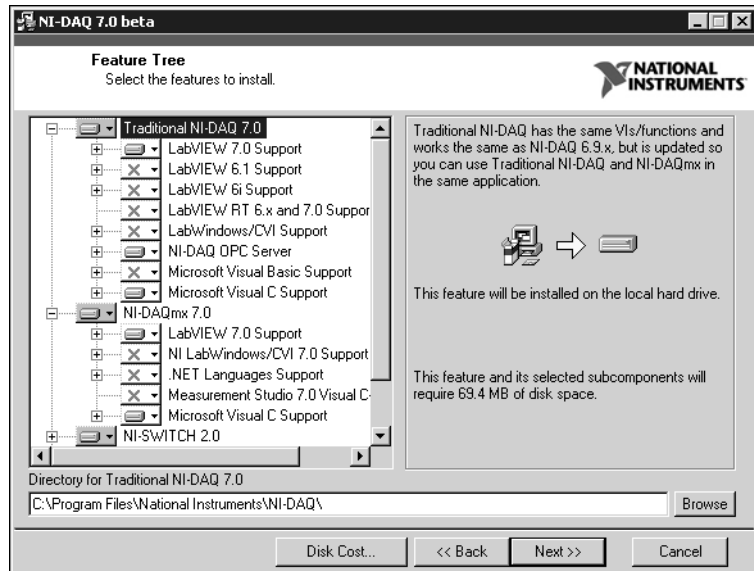 NI-DAQ 7.0 beta
Feature Tree
Select the features to install.
NATIONAL
INSTRUMENTS
Traditional NI-DAQ 7.0
LabVIEW 7.0 Support
LabVIEW 6.1 Support
LabVIEW 6i Support
LabVIEW RT 6.x and 7.0 Suppor
LabWindows/CVI Support
NI-DAQ OPC Server
Microsoft Visual Basic Support
Microsoft Visual C Support
NI-DAQmx 7.0
LabVIEW 7.0 Support
NI LabWindows/CVI 7.0 Support
.NET Languages Support
Measurement Studio 7.0 Visual C-
Microsoft Visual C Support
NI-SWITCH 2.0
Traditional NI-DAQ has the same VIs/functions and
works the same as NI-DAQ 6.9.x, but is updated so
you can use Traditional NI-DAQ and NI-DAQmx in
the same application.
This feature will be installed on the local hard drive.
This feature and its selected subcomponents will
require 69.4 MB of disk space.
Directory for Traditional NI-DAQ 7.0
C:\Program Files\National Instruments\NI-DAQ\
Browse
Disk Cost...
<< Back
Next >>
Cancel